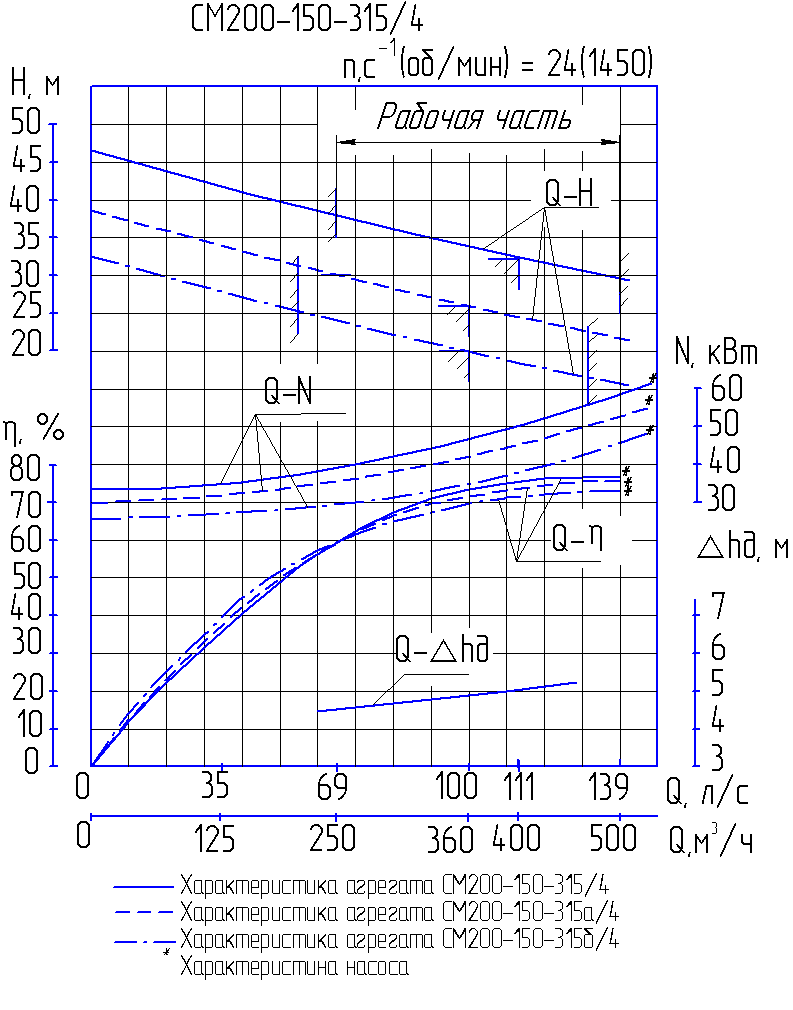 СМ200-150-315/4
n,с⁻¹(об/мин) = 24(1450)
H, м
Рабочая часть
50
45
40
35
30
25
20
Q-H
N, кВт
60
50
40
30
Q-N
η, %
80
70
60
50
40
30
20
10
0
Q-η
△hд, м
7
6
5
4
3
Q-△hд
0 35 69 100 111 139 Q, л/с
0 125 250 360 400 500 Q,м³/ч
Характеристика агрегата СМ200-150-315/4
Характеристика агрегата СМ200-150-315а/4
Характеристика агрегата СМ200-150-315б/4
* Характеристина насоса